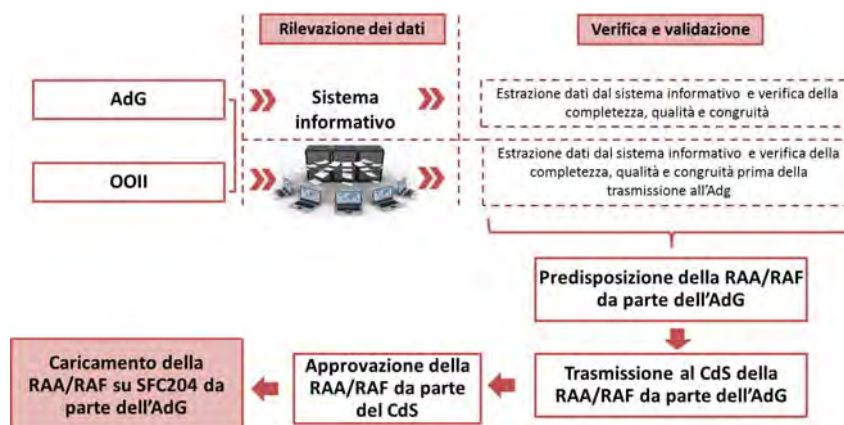 Rilevazione dei dati
Verifica e validazione
AdG
Sistema
informativo
Estrazione dati dal sistema informativo e verifica della
completezza, qualità e congruità
OOII
Estrazione dati dal sistema informativo e verifica della
completezza, qualità e congruità prima della
trasmissione all'Adg
Predisposizione della RAA/RAF
da parte dell'AdG
Trasmissione al CdS della
RAA/RAF da parte dell'AdG
Approvazione della
RAA/RAF da parte
del CdS
Caricamento della
RAA/RAF su SFC204 da
parte dell'AdG